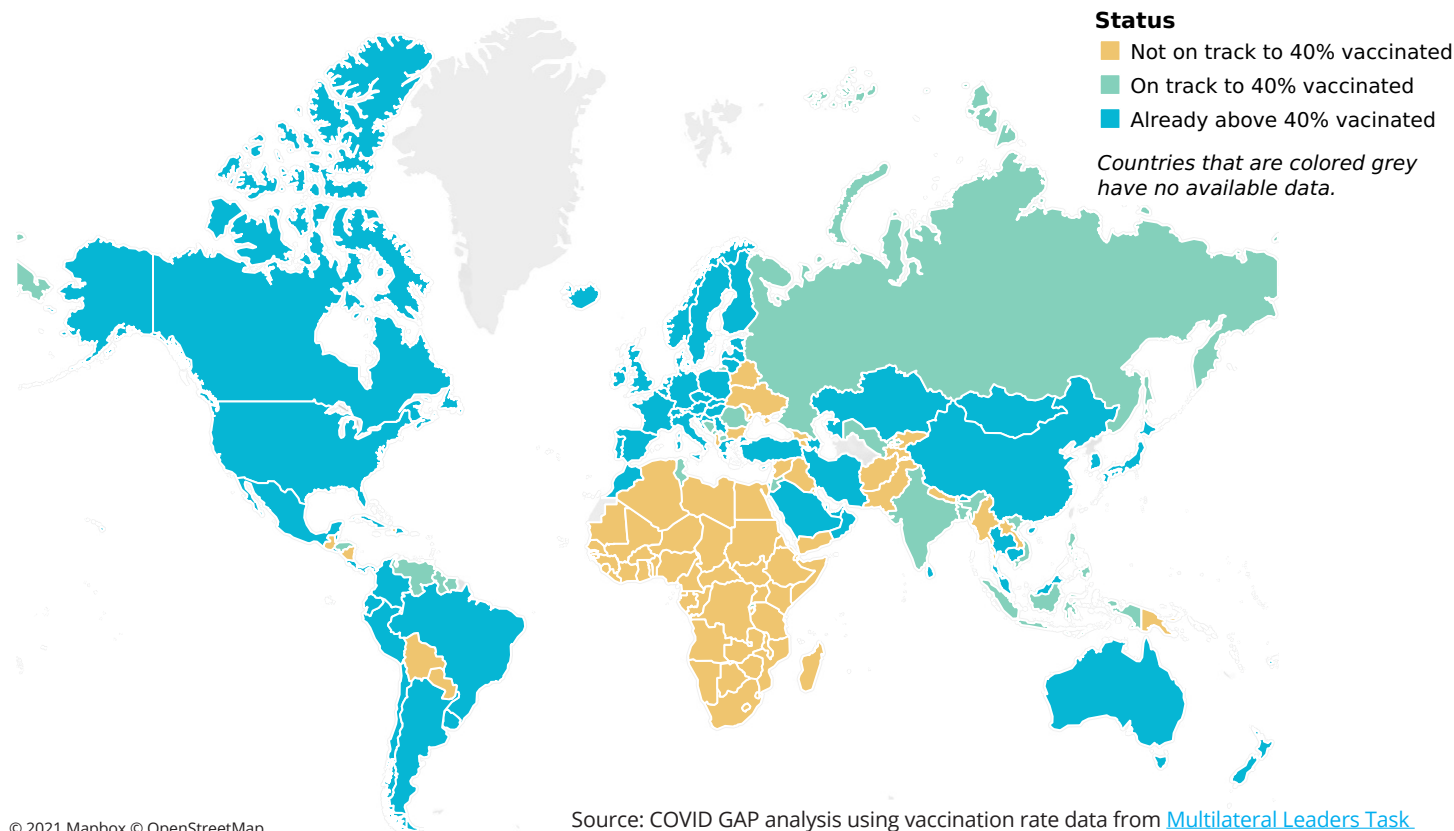 Status
Not on track to 40% vaccinated
On track to 40% vaccinated
Already above 40% vacinated
Countries that are colored grey
have no available data.
© 2021 Mapbox © OpenStreetMap
Source: COVID GAP analysis using vaccination rate data from Multilateral Leaders Task